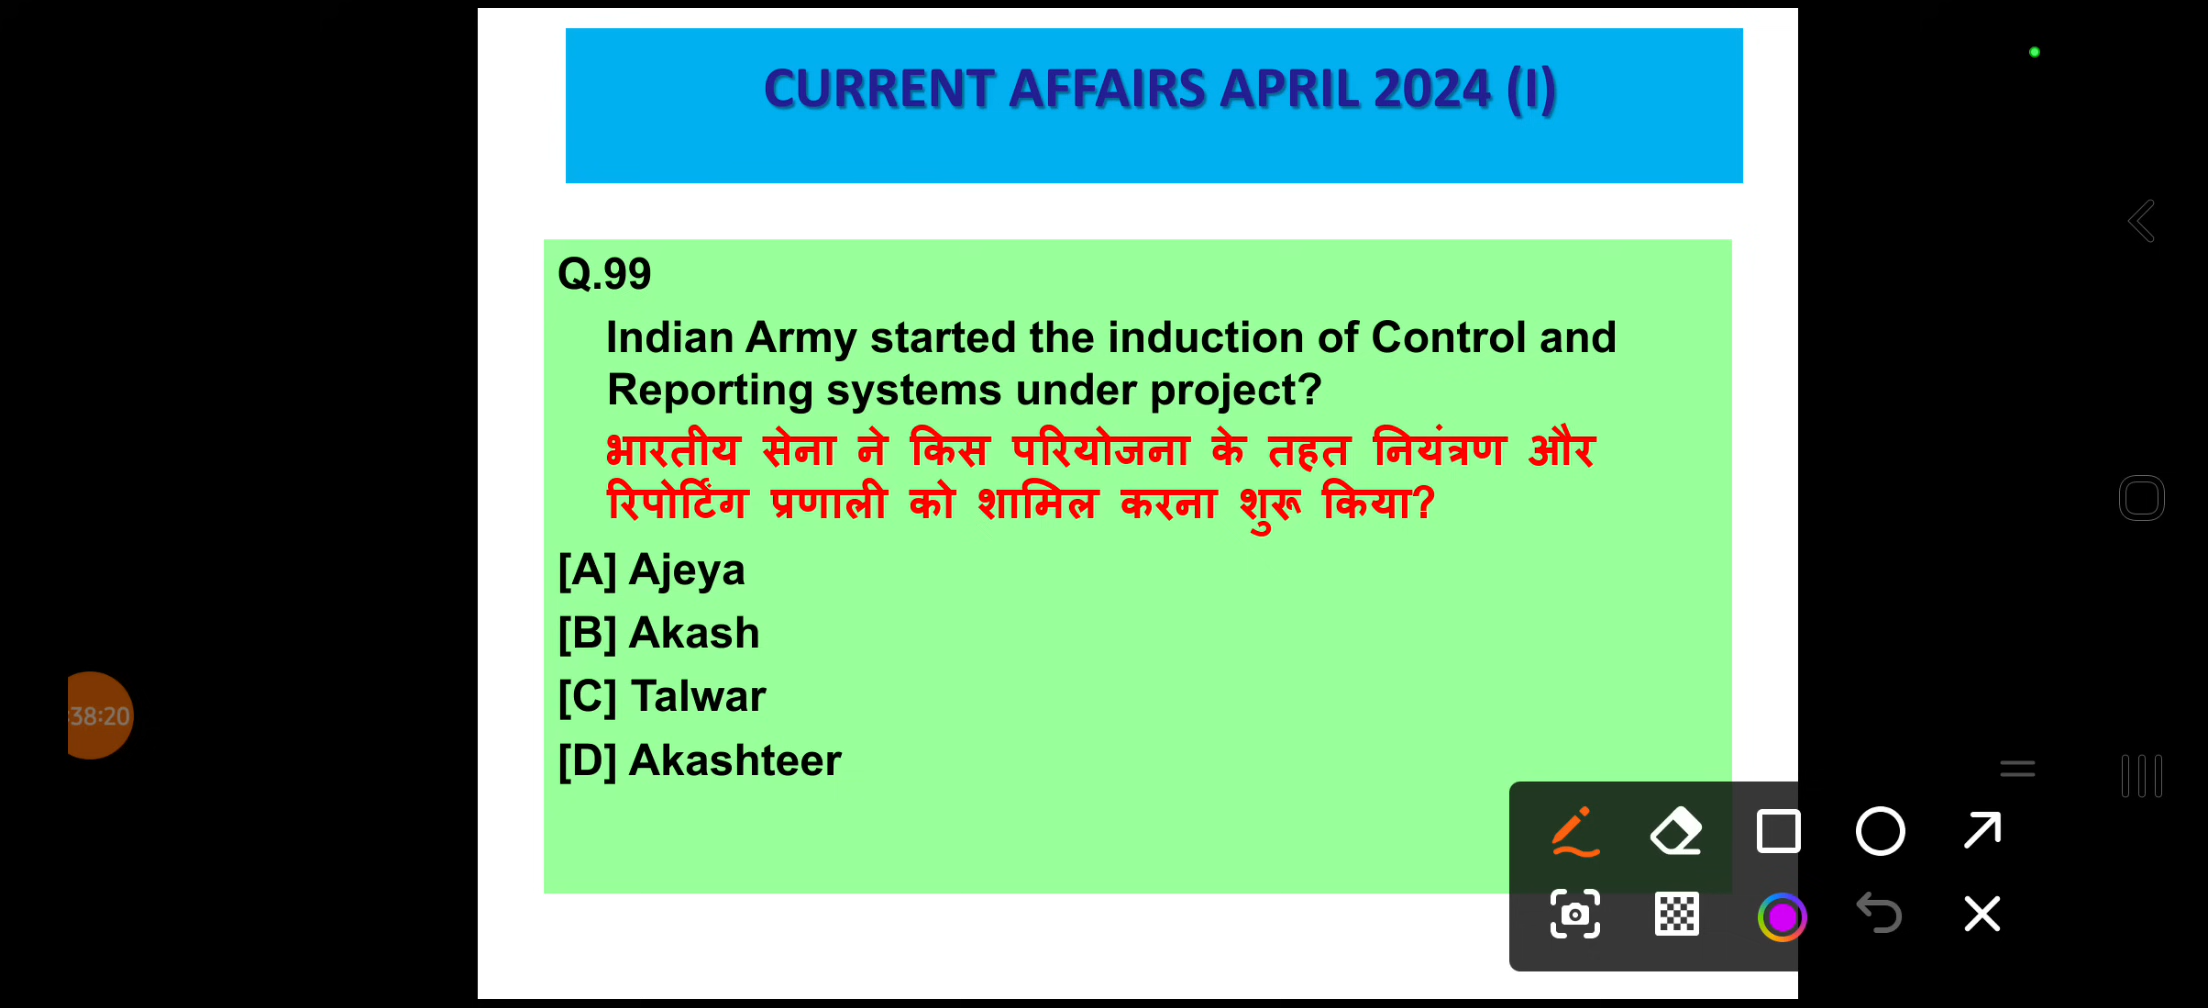 CURRENT AFFAIRS APRIL 2024 (I)
Q.99
Indian Army started the induction of Control and
Reporting systems under project?
भारतीय सेना ने किस परियोजना के तहत नियंत्रण और
रिपोर्टिंग प्रणाली को शामिल करना शुरू किया?
[A] Ajeya
[B] Akash
[C] Talwar
[D] Akashteer
:38:20